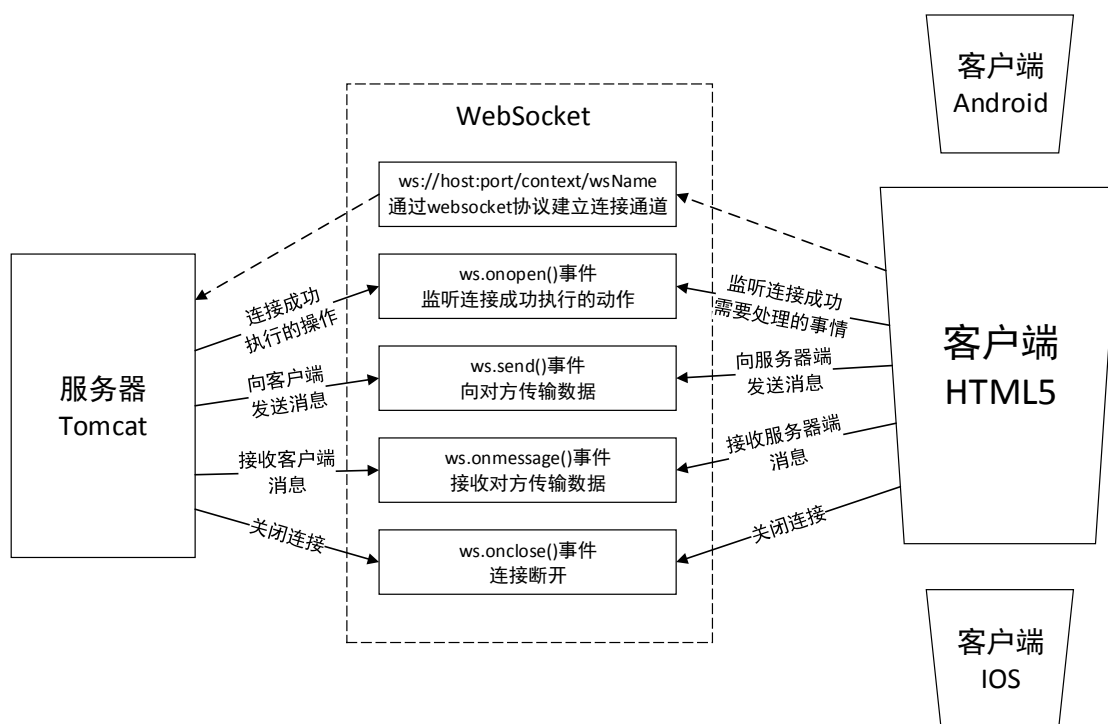 客户端
Android
WebSocket
ws://host:port/context/wsName
通过websocket协议建立连接通道
ws.onopen()事件
监听连接成功执行的动作
ws.send()事件
向对方传输数据
ws.onmessage()事件
接收对方传输数据
ws.onclose()事件
连接断开
服务器
Tomcat
连接成功
执行的操作
向客户端
发送消息
接收客户端
消息
关闭连接
监听连接成功
需要处理的事情
向服务器端
发送消息
接收服务器端
消息
关闭连接
客户端
HTML5
客户端
IOS